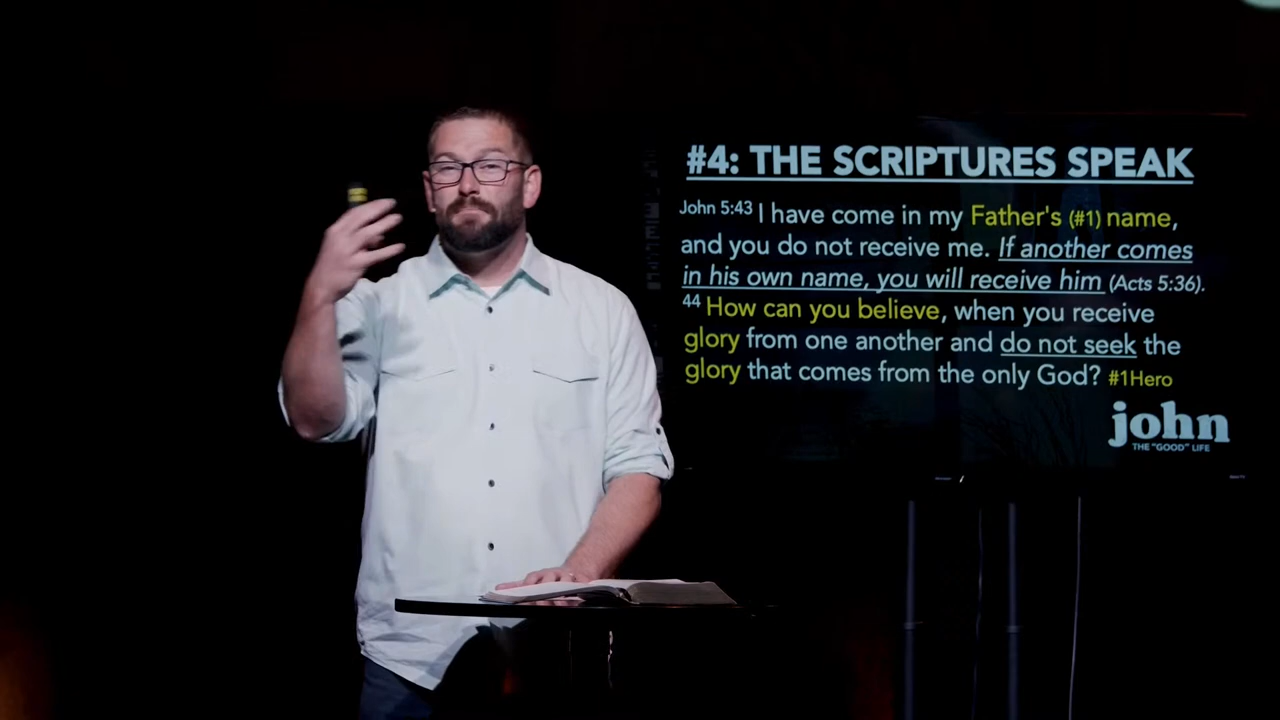 #4: THE SCRIPTURES SPEAK
John 5:43 I have come in my Father's (#1) name,
and you do not receive me. If another comes
in his own name, you will receive him (Acts 5:36).
44 How can you believe, when you receive
glory from one another and do not seek the
glory that comes from the only God? #1Hero
john
THE "GOOD" LIFE